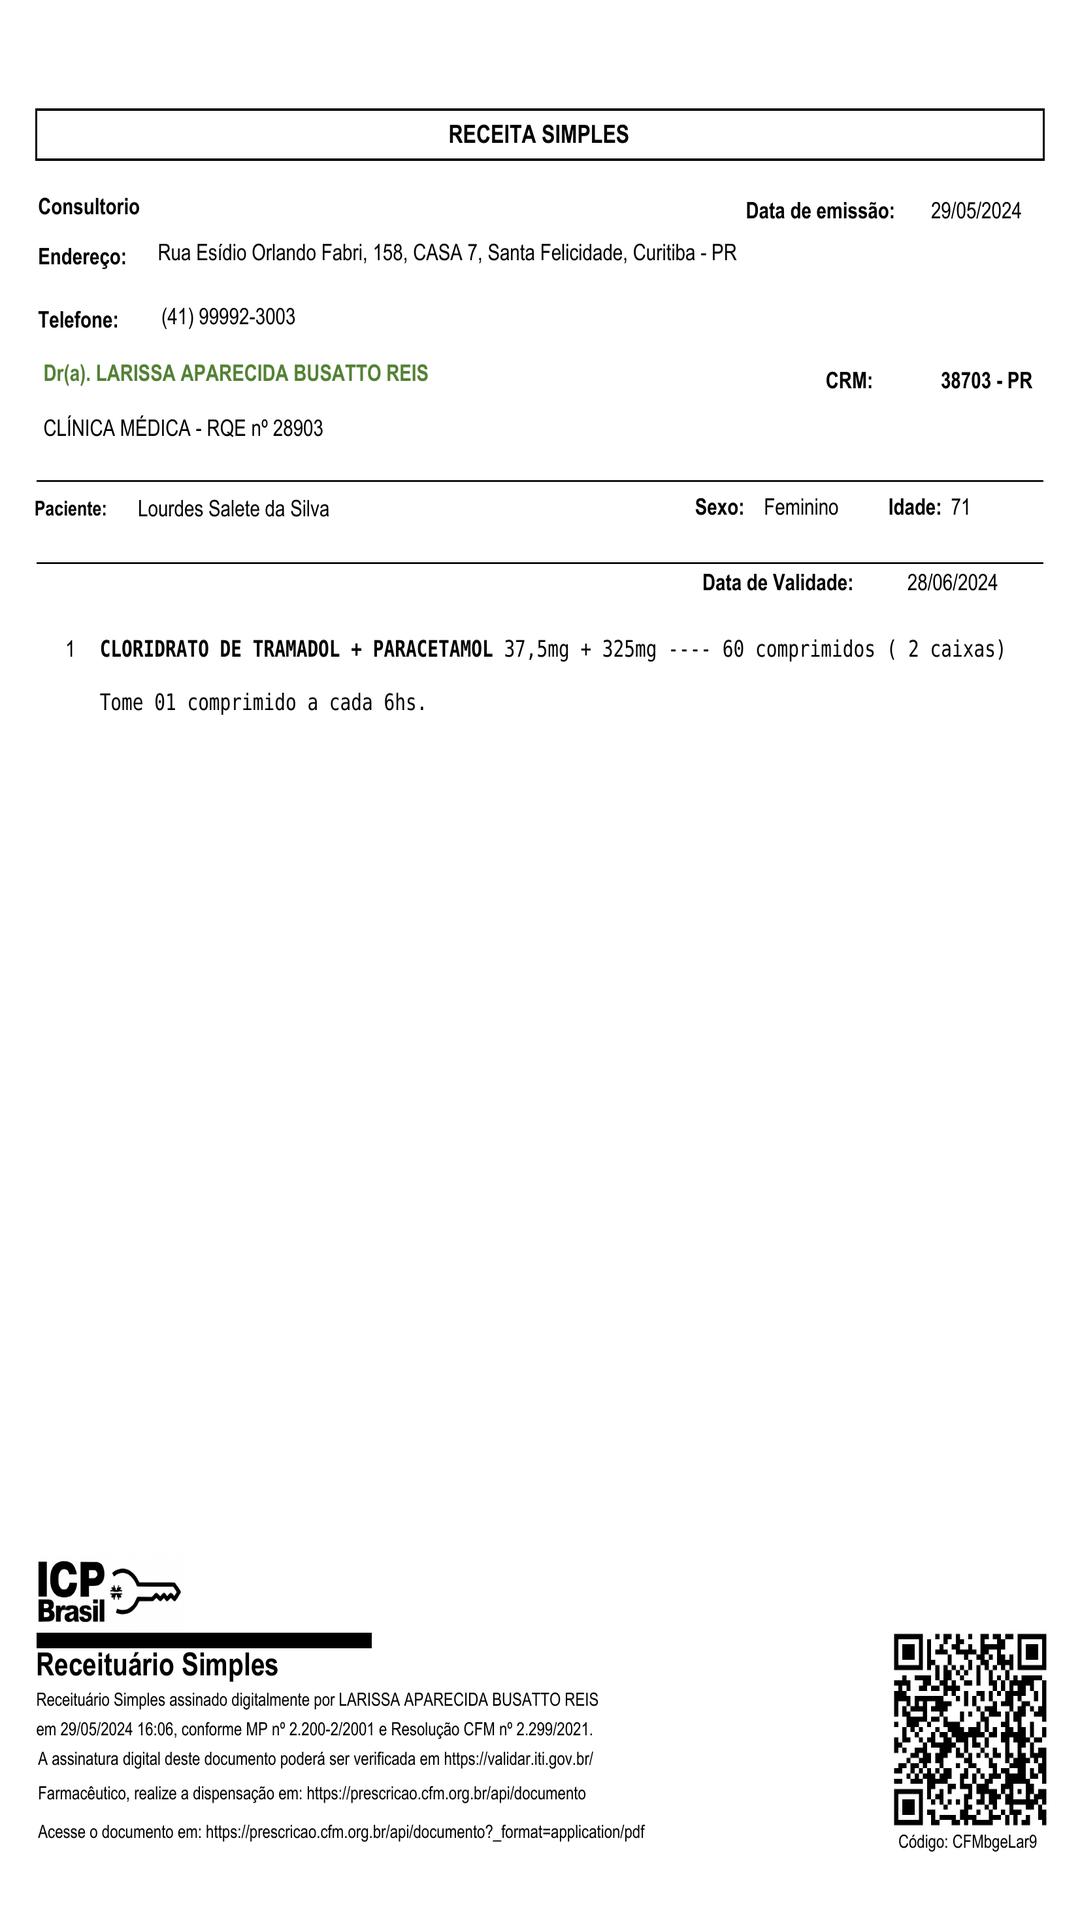 RECEITA SIMPLES
Consultorio
Data de emissão: 29/05/2024
Endereço: Rua Esídio Orlando Fabri, 158, CASA 7, Santa Felicidade, Curitiba - PR
Telefone: (41) 99992-3003
Dr(a). LARISSA APARECIDA BUSATTO REIS
CRM: 38703 - PR
CLÍNICA MÉDICA - RQE nº 28903
Paciente: Lourdes Salete da Silva Sexo: Feminino Idade: 71
Data de Validade: 28/06/2024
1 CLORIDRATO DE TRAMADOL + PARACETAMOL 37,5mg + 325mg ---- 60 comprimidos ( 2 caixas)
Tome 01 comprimido a cada 6hs.
ICP
Brasil
Receituário Simples
Receituário Simples assinado digitalmente por LARISSA APARECIDA BUSATTO REIS
em 29/05/2024 16:06, conforme MP nº 2.200-2/2001 e Resolução CFM nº 2.299/2021.
A assinatura digital deste documento poderá ser verificada em https://validar.iti.gov.br/
Farmacêutico, realize a dispensação em: https://prescricao.cfm.org.br/api/documento
Acesse o documento em: https://prescricao.cfm.org.br/api/documento?_format=application/pdf
Código: CFMbgeLar9